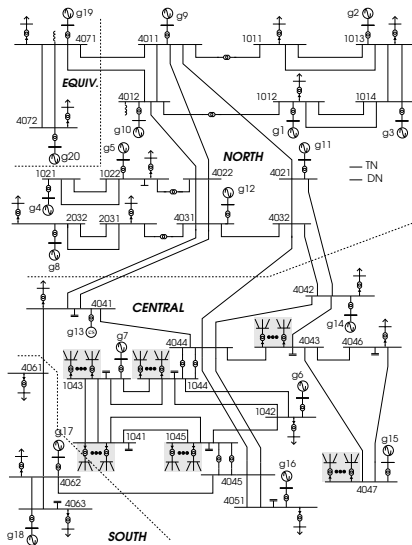 g19
g9
g2
4071
4011
1011
1013
EQUIV.
4012
1012
1014
4072
g10
g1
g3
g20
g5
NORTH
g11
TN
DN
1021
1022
4022
g12
4021
g4
2032
2031
4031
4032
g8
CENTRAL
4042
4041
g13
CS
g14
g7
4044
4043
4046
4061
1043
1044
g6
1042
g17
1041
1045
g15
4062
4045
g16
4047
4051
4063
g18
SOUTH